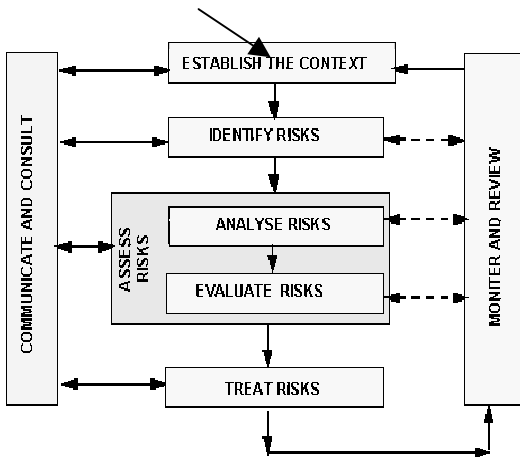 ESTABLISH THE CONTEXT
COMMUNICATE AND CONSULT
IDENTIFY RISKS
ASSESS
RISKS
ANALYSE RISKS
EVALUATE RISKS
MONITER AND REVIEW
TREAT RISKS